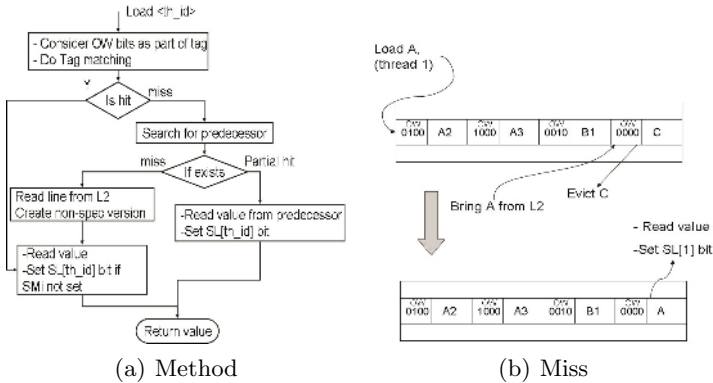 Load <th_id>
- Consider OW bits as part of tag
- Do Tag matching
Is hit
miss
Search for predecessor
miss
If exists
Partial hit
Read line from L2
Create non-spec version
-Read value from predecessor
-Set SL[th_id] bit
-Read value
-Set SL[th_id] bit if
SMi not set
Return value
(a) Method
Load A,
(thread 1)
OW OW OW OW
0100 A2 1000 A3 0010 B1 0000 C
Evict C
Bring A from L2
- Read value
-Set SL[1] bit
OW OW OW OW
0100 A2 1000 A3 0010 B1 0000 A
(b) Miss